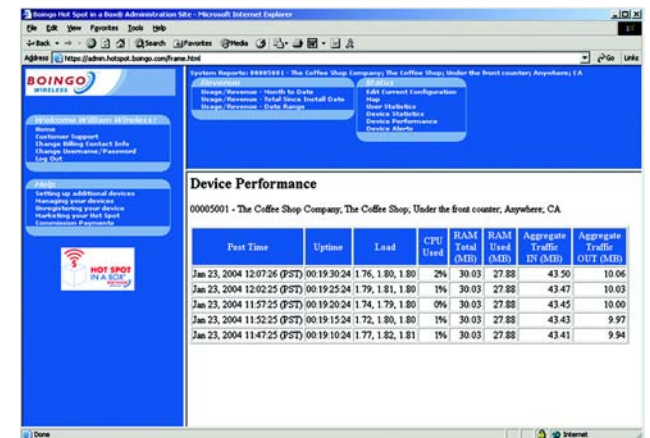 Boingo Hot Spot in a Box® Administration Site - Microsoft Internet Explorer
File Edit View Favorites Tools Help
Back Search Favorites Media
Address https://admin.hotspot.boingo.com/frame.html Go Links
BOINGO
WIRELESS
Welcome William Wireless!
Home
Customer Support
Change Billing Contact Info
Change Username/Password
Log Out
Help
Setting up additional devices
Managing your devices
Unregistering your device
Marketing your Hot Spot
Commission Payments
HOT SPOT
IN A BOX
System Reports: 00005001 - The Coffee Shop Company; The Coffee Shop; Under the front counter; Anywhere; CA
Revenue
Usage/Revenue - Month to Date
Usage/Revenue - Total Since Install Date
Usage/Revenue - Date Range
Status
Edit Current Configuration
Map
User Statistics
Device Statistics
Device Performance
Device Alerts
Device Performance
00005001 - The Coffee Shop Company, The Coffee Shop; Under the front counter, Anywhere, CA
Post Time Uptime Load CPU Used RAM Total (MB) RAM Used (MB) Aggregate Traffic IN (MB) Aggregate Traffic OUT (MB)
Jan 23, 2004 12:07:26 (PST) 00:19:30:24 1.76, 1.80, 1.80 2% 30.03 27.88 43.50 10.06
Jan 23, 2004 12:02:25 (PST) 00:19:25:24 1.79, 1.81, 1.80 1% 30.03 27.88 43.47 10.03
Jan 23, 2004 11:57:25 (PST) 00:19:20:24 1.74, 1.79, 1.80 0% 30.03 27.88 43.45 10.00
Jan 23, 2004 11:52:25 (PST) 00:19:15:24 1.72, 1.80, 1.80 1% 30.03 27.88 43.43 9.97
Jan 23, 2004 11:47:25 (PST) 00:19:10:24 1.77, 1.82, 1.81 1% 30.03 27.88 43.41 9.94
Done Internet